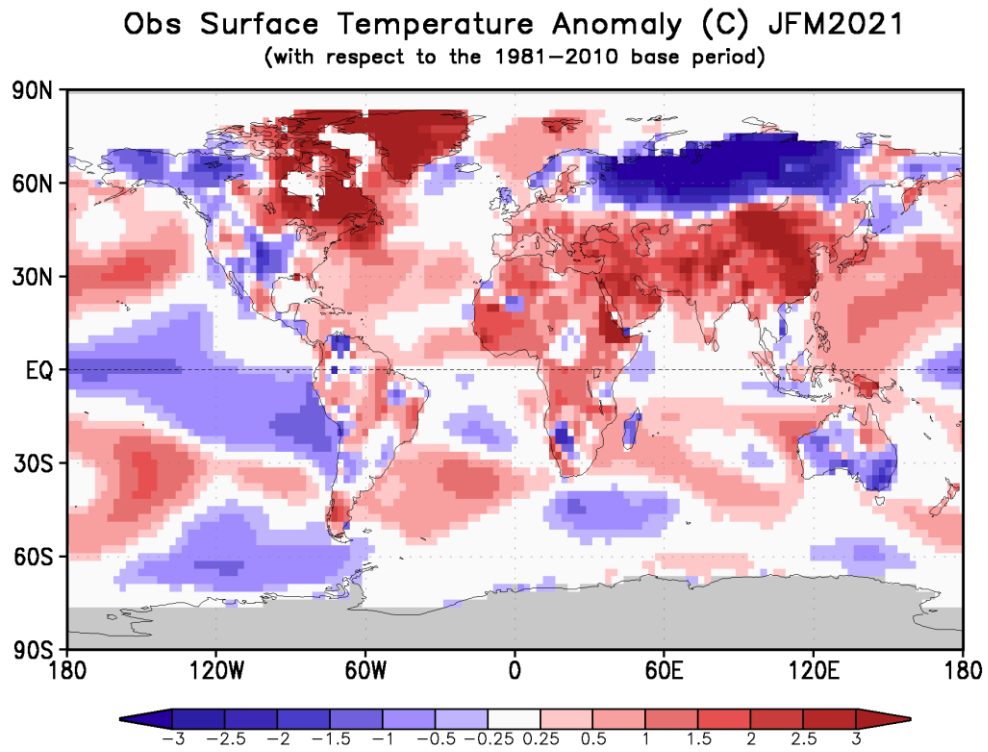 Obs Surface Temperature Anomaly (C) JFM2021
(with respect to the 1981−2010 base period)
90N
60N
30N
EQ
30S
60S
90S
180 120W 60W 0 60E 120E 180
−3 −2.5 −2 −1.5 −1 −0.5 −0.25 0.25 0.5 1 1.5 2 2.5 3